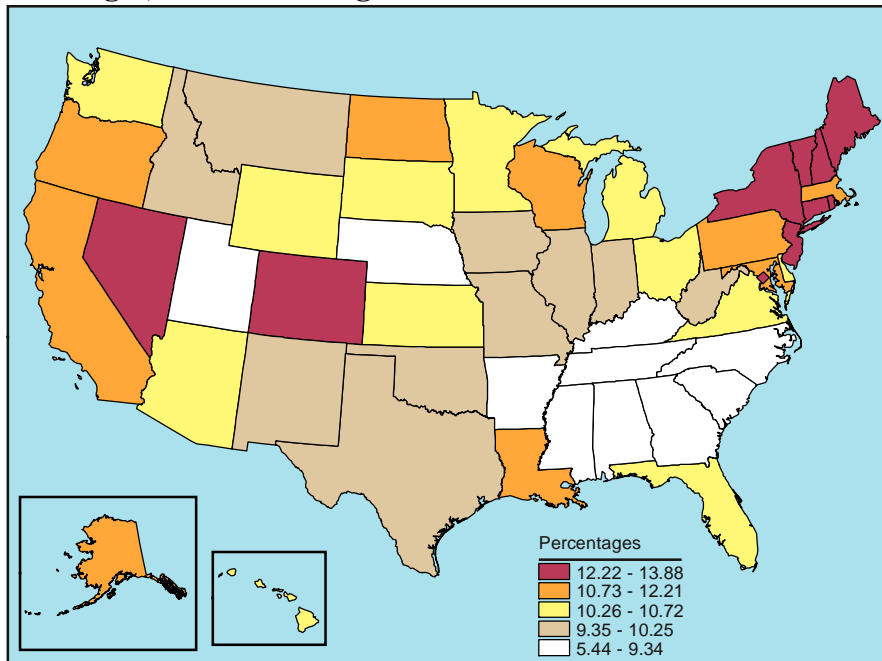 Percentages
12.22 - 13.88
10.73 - 12.21
10.26 - 10.72
9.35 - 10.25
5.44 - 9.34